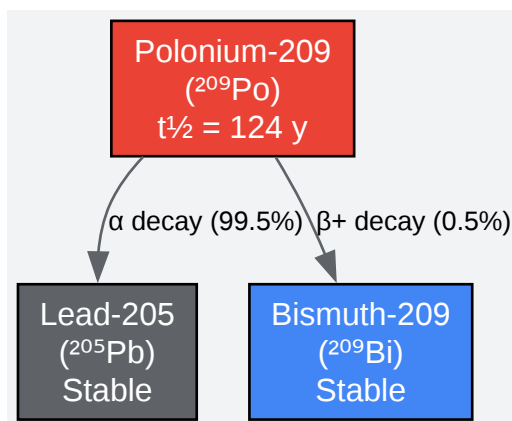 Polonium-209
(²⁰⁹Po)
t½ = 124 y
α decay (99.5%)
β+ decay (0.5%)
Lead-205
(²⁰⁵Pb)
Stable
Bismuth-209
(²⁰⁹Bi)
Stable